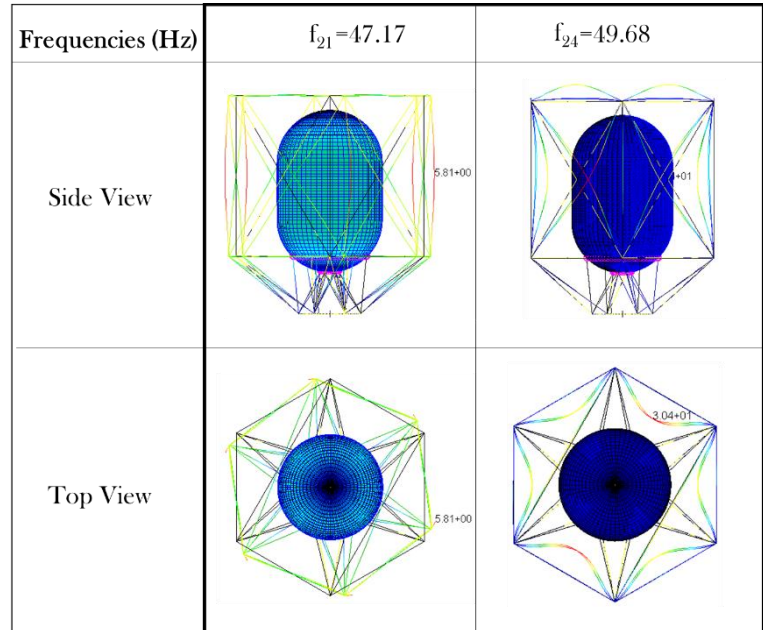 Frequencies (Hz) f₂₁=47.17 f₂₄=49.68
Side View
5.81+00
+01
Top View
3.04+01
5.81+00